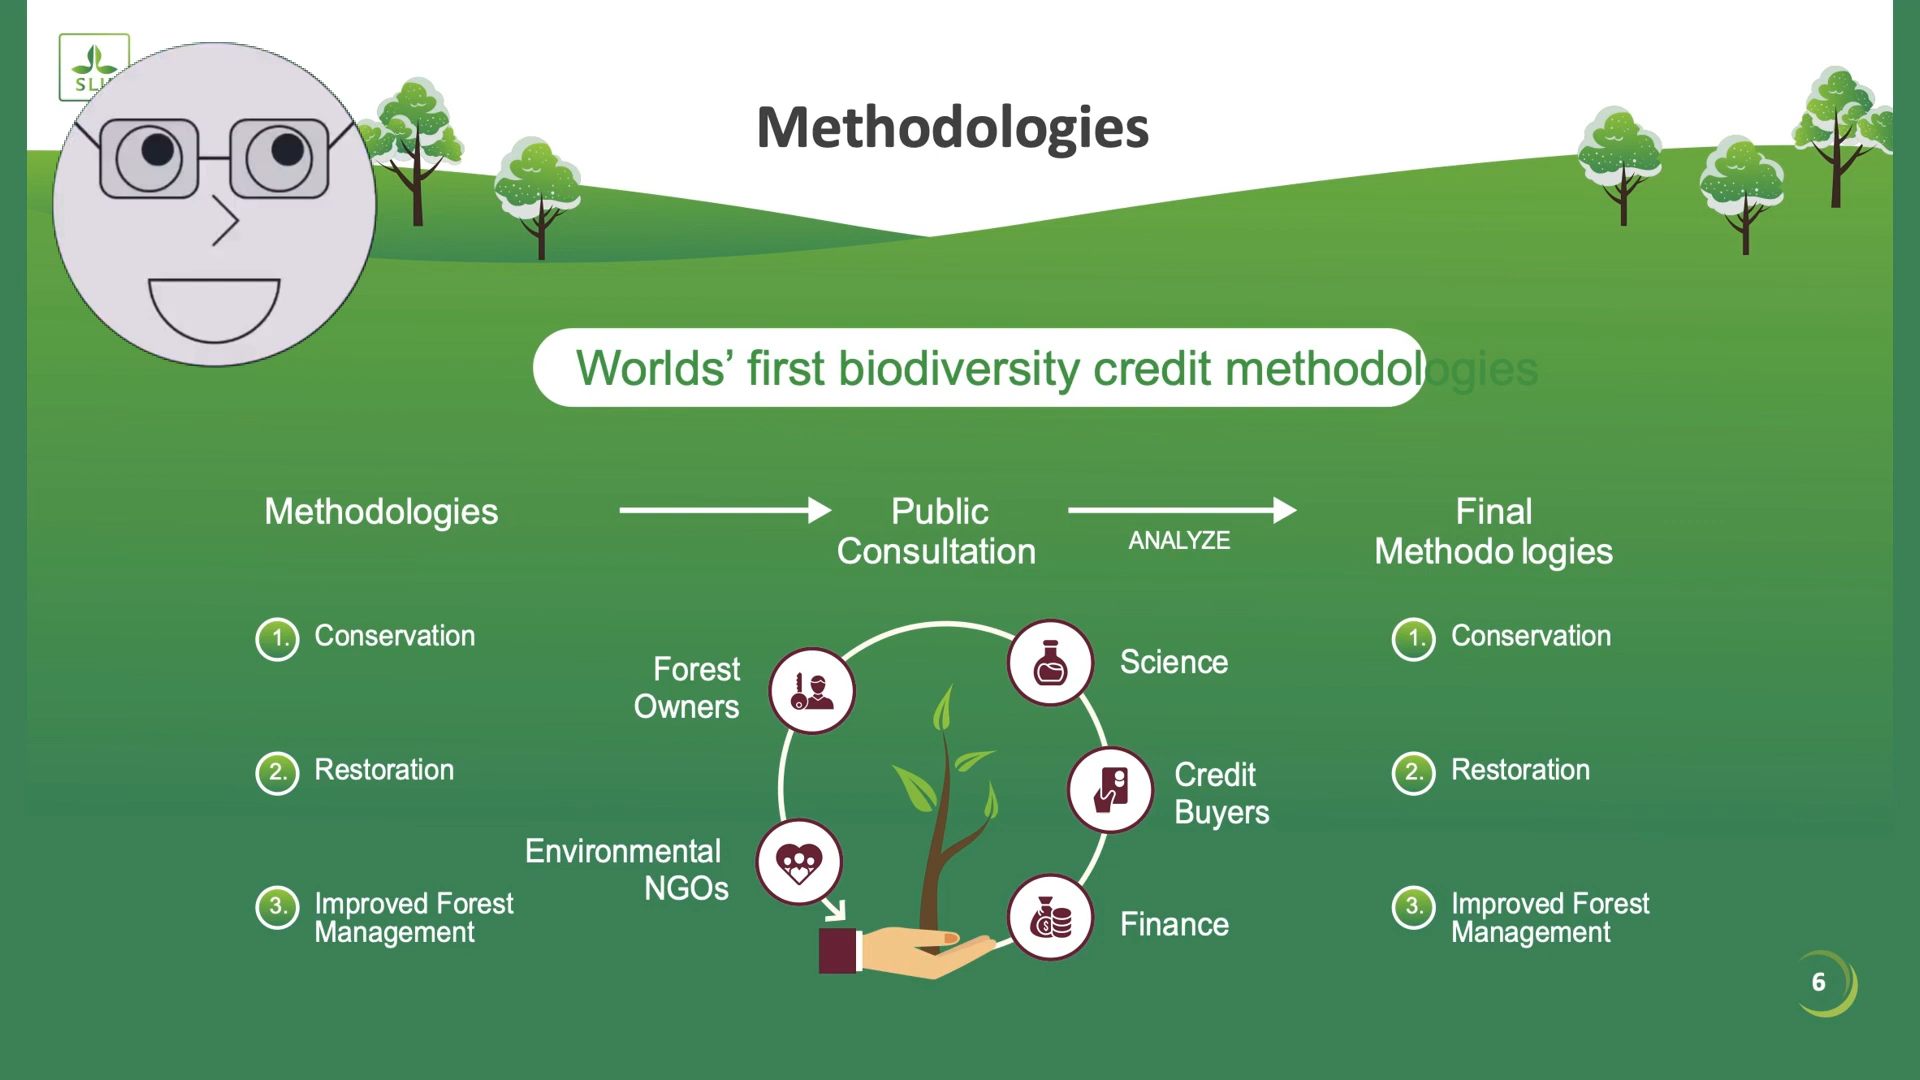 Methodologies
Worlds’ first biodiversity credit methodologies
Methodologies
Public
Consultation
ANALYZE
Final
Methodo logies
1. Conservation
2. Restoration
3. Improved Forest
Management
Forest
Owners
Environmental
NGOs
Science
Credit
Buyers
Finance
1. Conservation
2. Restoration
3. Improved Forest
Management
6